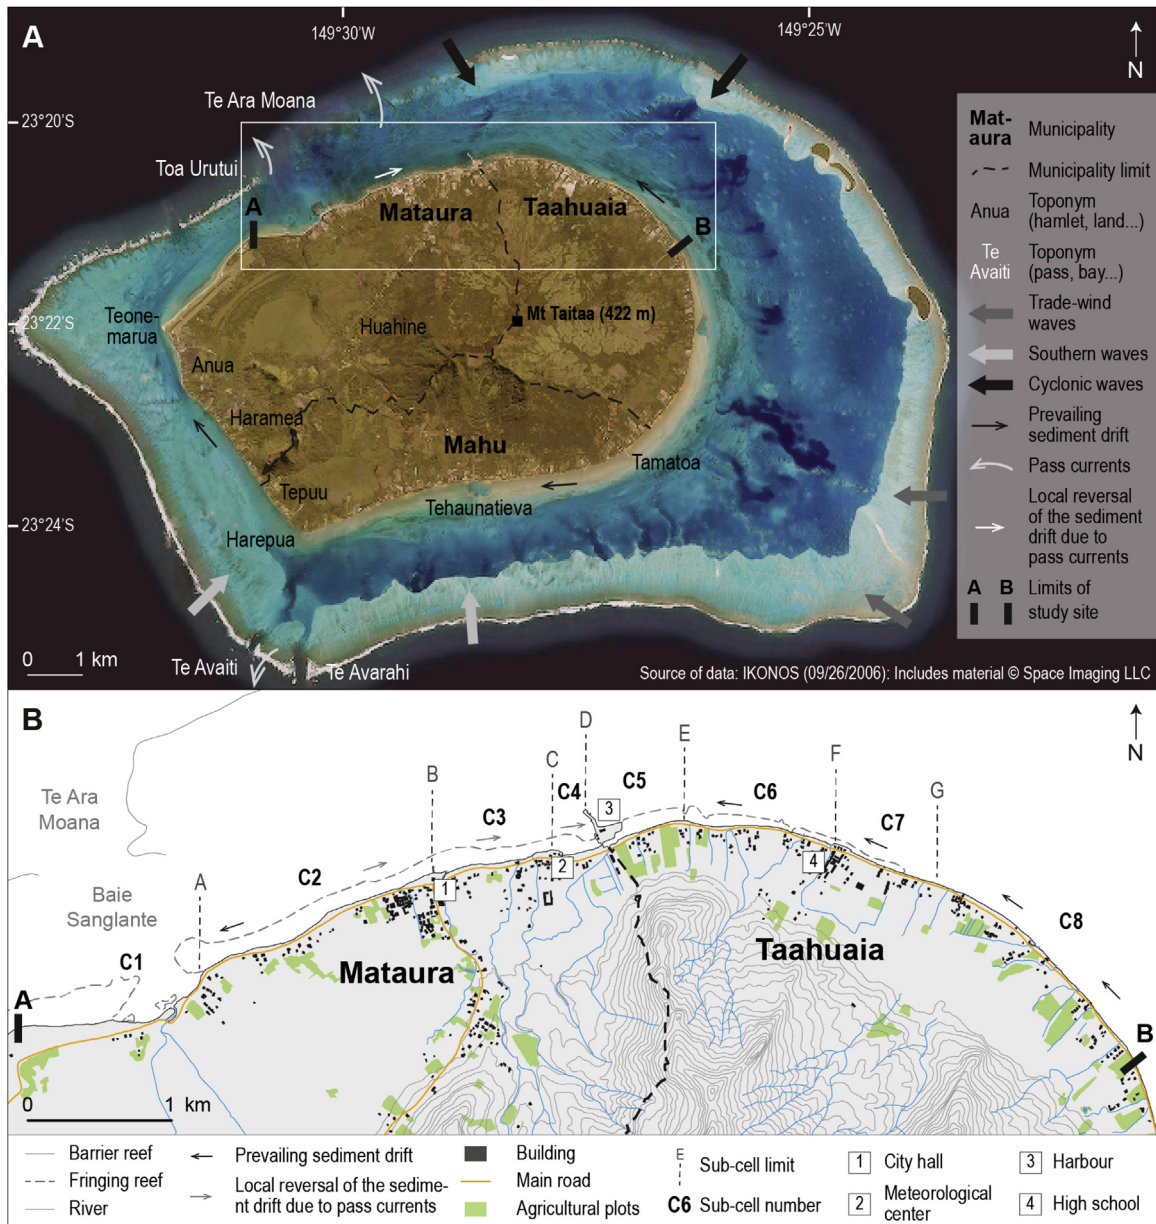 A
149°30'W
149°25'W
N
Te Ara Moana
23°20'S
Toa Urutui
A
Mataura
Taahuaia
B
Mt Taitaa (422 m)
23°22'S
Teone-
marua
Huahine
Anua
Haramea
Mahu
Tamatoa
Tepuu
Tehaunatieva
23°24'S
Harepua
0 1 km
Te Avaiti
Te Avarahi
Source of data: IKONOS (09/26/2006): Includes material © Space Imaging LLC
Mat-
aura
Municipality
Municipality limit
Anua
Toponym
(hamlet, land...)
Te
Avaiti
Toponym
(pass, bay...)
Trade-wind
waves
Southern waves
Cyclonic waves
Prevailing
sediment drift
Pass currents
Local reversal
of the sediment
drift due to
pass currents
A B
Limits of
study site
B
N
D
E
C
F
B
G
C4
C5
C6
C3
C7
3
Te Ara
Moana
C2
2
4
1
A
Baie
Sanglante
C8
C1
Mataura
Taahuaia
A
B
0 1 km
Barrier reef
Fringing reef
River
Prevailing sediment drift
Local reversal of the sedime-
nt drift due to pass currents
Building
Main road
Agricultural plots
E
Sub-cell limit
C6 Sub-cell number
1 City hall
2 Meteorological
center
3 Harbour
4 High school